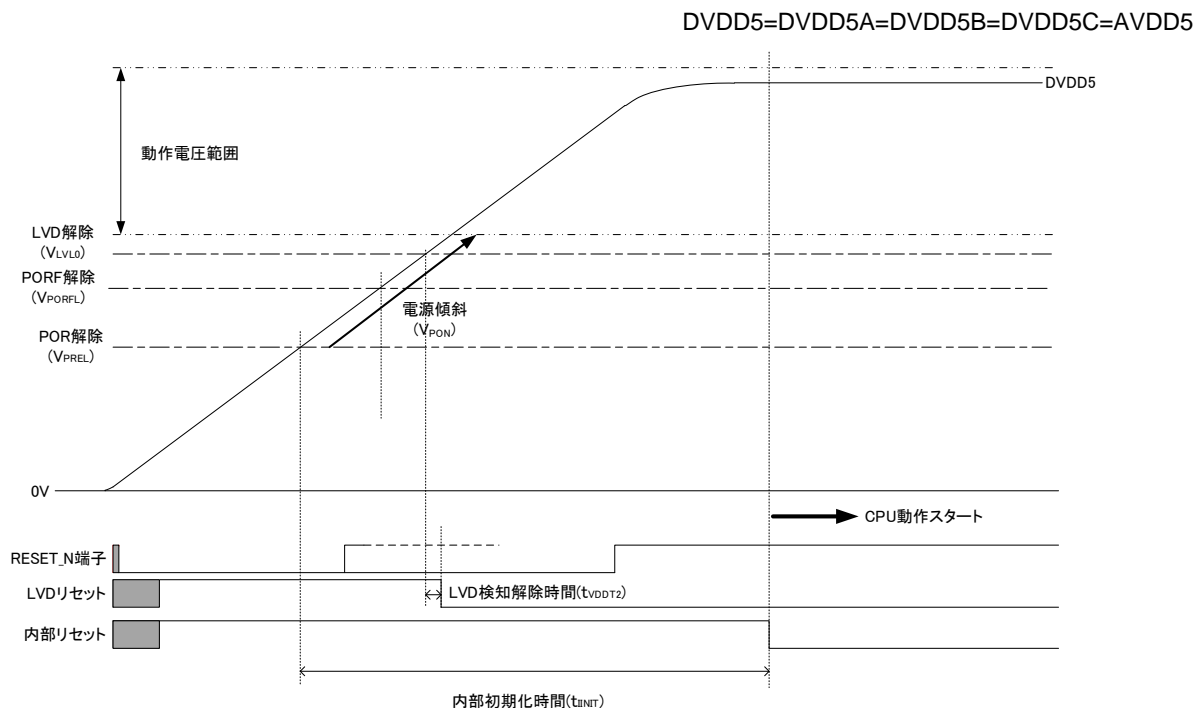 DVDD5=DVDD5A=DVDD5B=DVDD5C=AVDD5
DVDD5
動作電圧範囲
LVD解除
(VLVL0)
PORF解除
(VPORFL)
電源傾斜
(VPON)
POR解除
(VPREL)
0V
CPU動作スタート
RESET_N端子
LVDリセット
LVD検知解除時間(tVDDT2)
内部リセット
内部初期化時間(tIINIT)